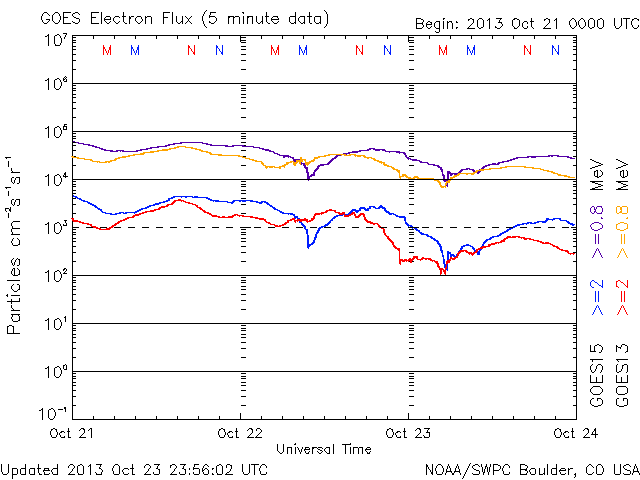 GOES Electron Flux (5 minute data)
Begin: 2013 Oct 21 0000 UTC
M M N N M M N N M M N N
10⁷
10⁶
10⁵
10⁴
10³
10²
10¹
10⁰
10⁻¹
Particles cm⁻²s⁻¹sr⁻¹
Oct 21 Oct 22 Oct 23 Oct 24
Universal Time
GOES15 >=2 >=0.8 MeV
GOES13 >=2 >=0.8 MeV
Updated 2013 Oct 23 23:56:02 UTC
NOAA/SWPC Boulder, CO USA